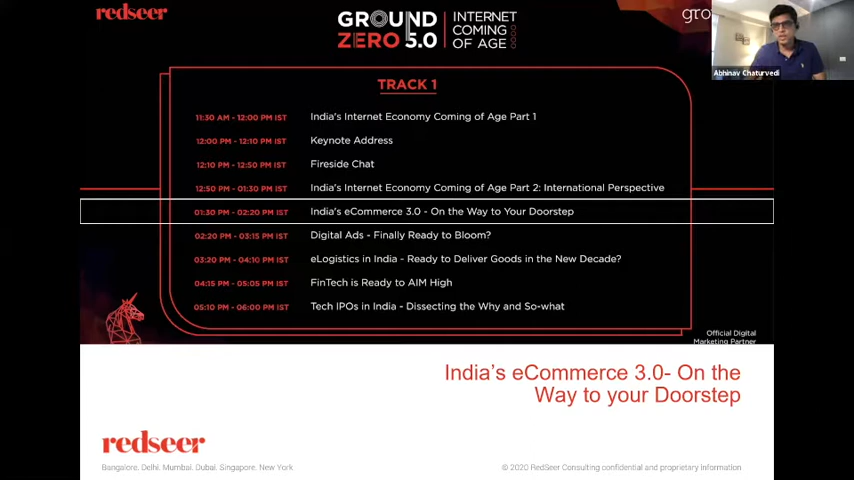 redseer
GROUND
ZERO 5.0
INTERNET
COMING
OF AGE
gro
Abhinav Chaturvedi
TRACK 1
11:30 AM - 12:00 PM IST India's Internet Economy Coming of Age Part 1
12:00 PM - 12:10 PM IST Keynote Address
12:10 PM - 12:50 PM IST Fireside Chat
12:50 PM - 01:30 PM IST India's Internet Economy Coming of Age Part 2: International Perspective
01:30 PM - 02:20 PM IST India's eCommerce 3.0 - On the Way to Your Doorstep
02:20 PM - 03:15 PM IST Digital Ads - Finally Ready to Bloom?
03:20 PM - 04:10 PM IST eLogistics in India - Ready to Deliver Goods in the New Decade?
04:15 PM - 05:05 PM IST FinTech is Ready to AIM High
05:10 PM - 06:00 PM IST Tech IPOs in India - Dissecting the Why and So-what
Official Digital
Marketing Partner
India's eCommerce 3.0- On the
Way to your Doorstep
redseer
Bangalore. Delhi. Mumbai. Dubai. Singapore. New York
© 2020 RedSeer Consulting confidential and proprietary information